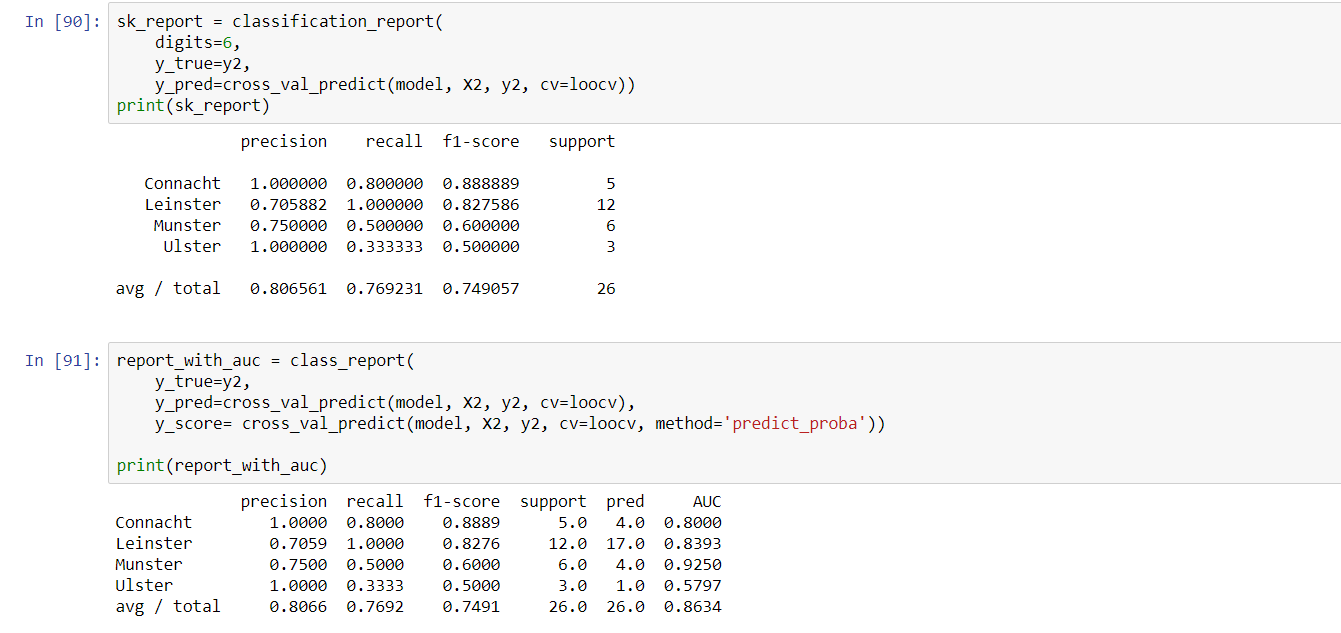 In [90]: sk_report = classification_report(
    digits=6,
    y_true=y2,
    y_pred=cross_val_predict(model, X2, y2, cv=loocv))
print(sk_report)
             precision    recall  f1-score   support

   Connacht   1.000000  0.800000  0.888889         5
   Leinster   0.705882  1.000000  0.827586        12
    Munster   0.750000  0.500000  0.600000         6
     Ulster   1.000000  0.333333  0.500000         3

avg / total   0.806561  0.769231  0.749057        26

In [91]: report_with_auc = class_report(
    y_true=y2,
    y_pred=cross_val_predict(model, X2, y2, cv=loocv),
    y_score= cross_val_predict(model, X2, y2, cv=loocv, method='predict_proba'))

print(report_with_auc)
             precision  recall  f1-score  support  pred     AUC
Connacht        1.0000  0.8000    0.8889      5.0   4.0  0.8000
Leinster        0.7059  1.0000    0.8276     12.0  17.0  0.8393
Munster         0.7500  0.5000    0.6000      6.0   4.0  0.9250
Ulster          1.0000  0.3333    0.5000      3.0   1.0  0.5797
avg / total     0.8066  0.7692    0.7491     26.0  26.0  0.8634